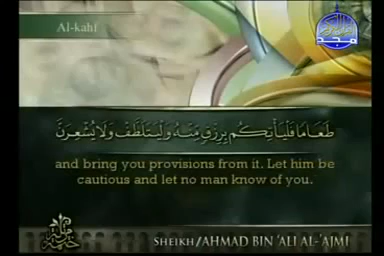 Al-kahf
مجد
طَعَامًا فَلْيَأْتِكُم بِرِزْقٍ مِّنْهُ وَلْيَتَلَطَّفْ وَلَا يُشْعِرَنَّ
and bring you provisions from it. Let him be
cautious and let no man know of you.
SHEIKH/AHMAD BIN 'ALI AL-'AJMI